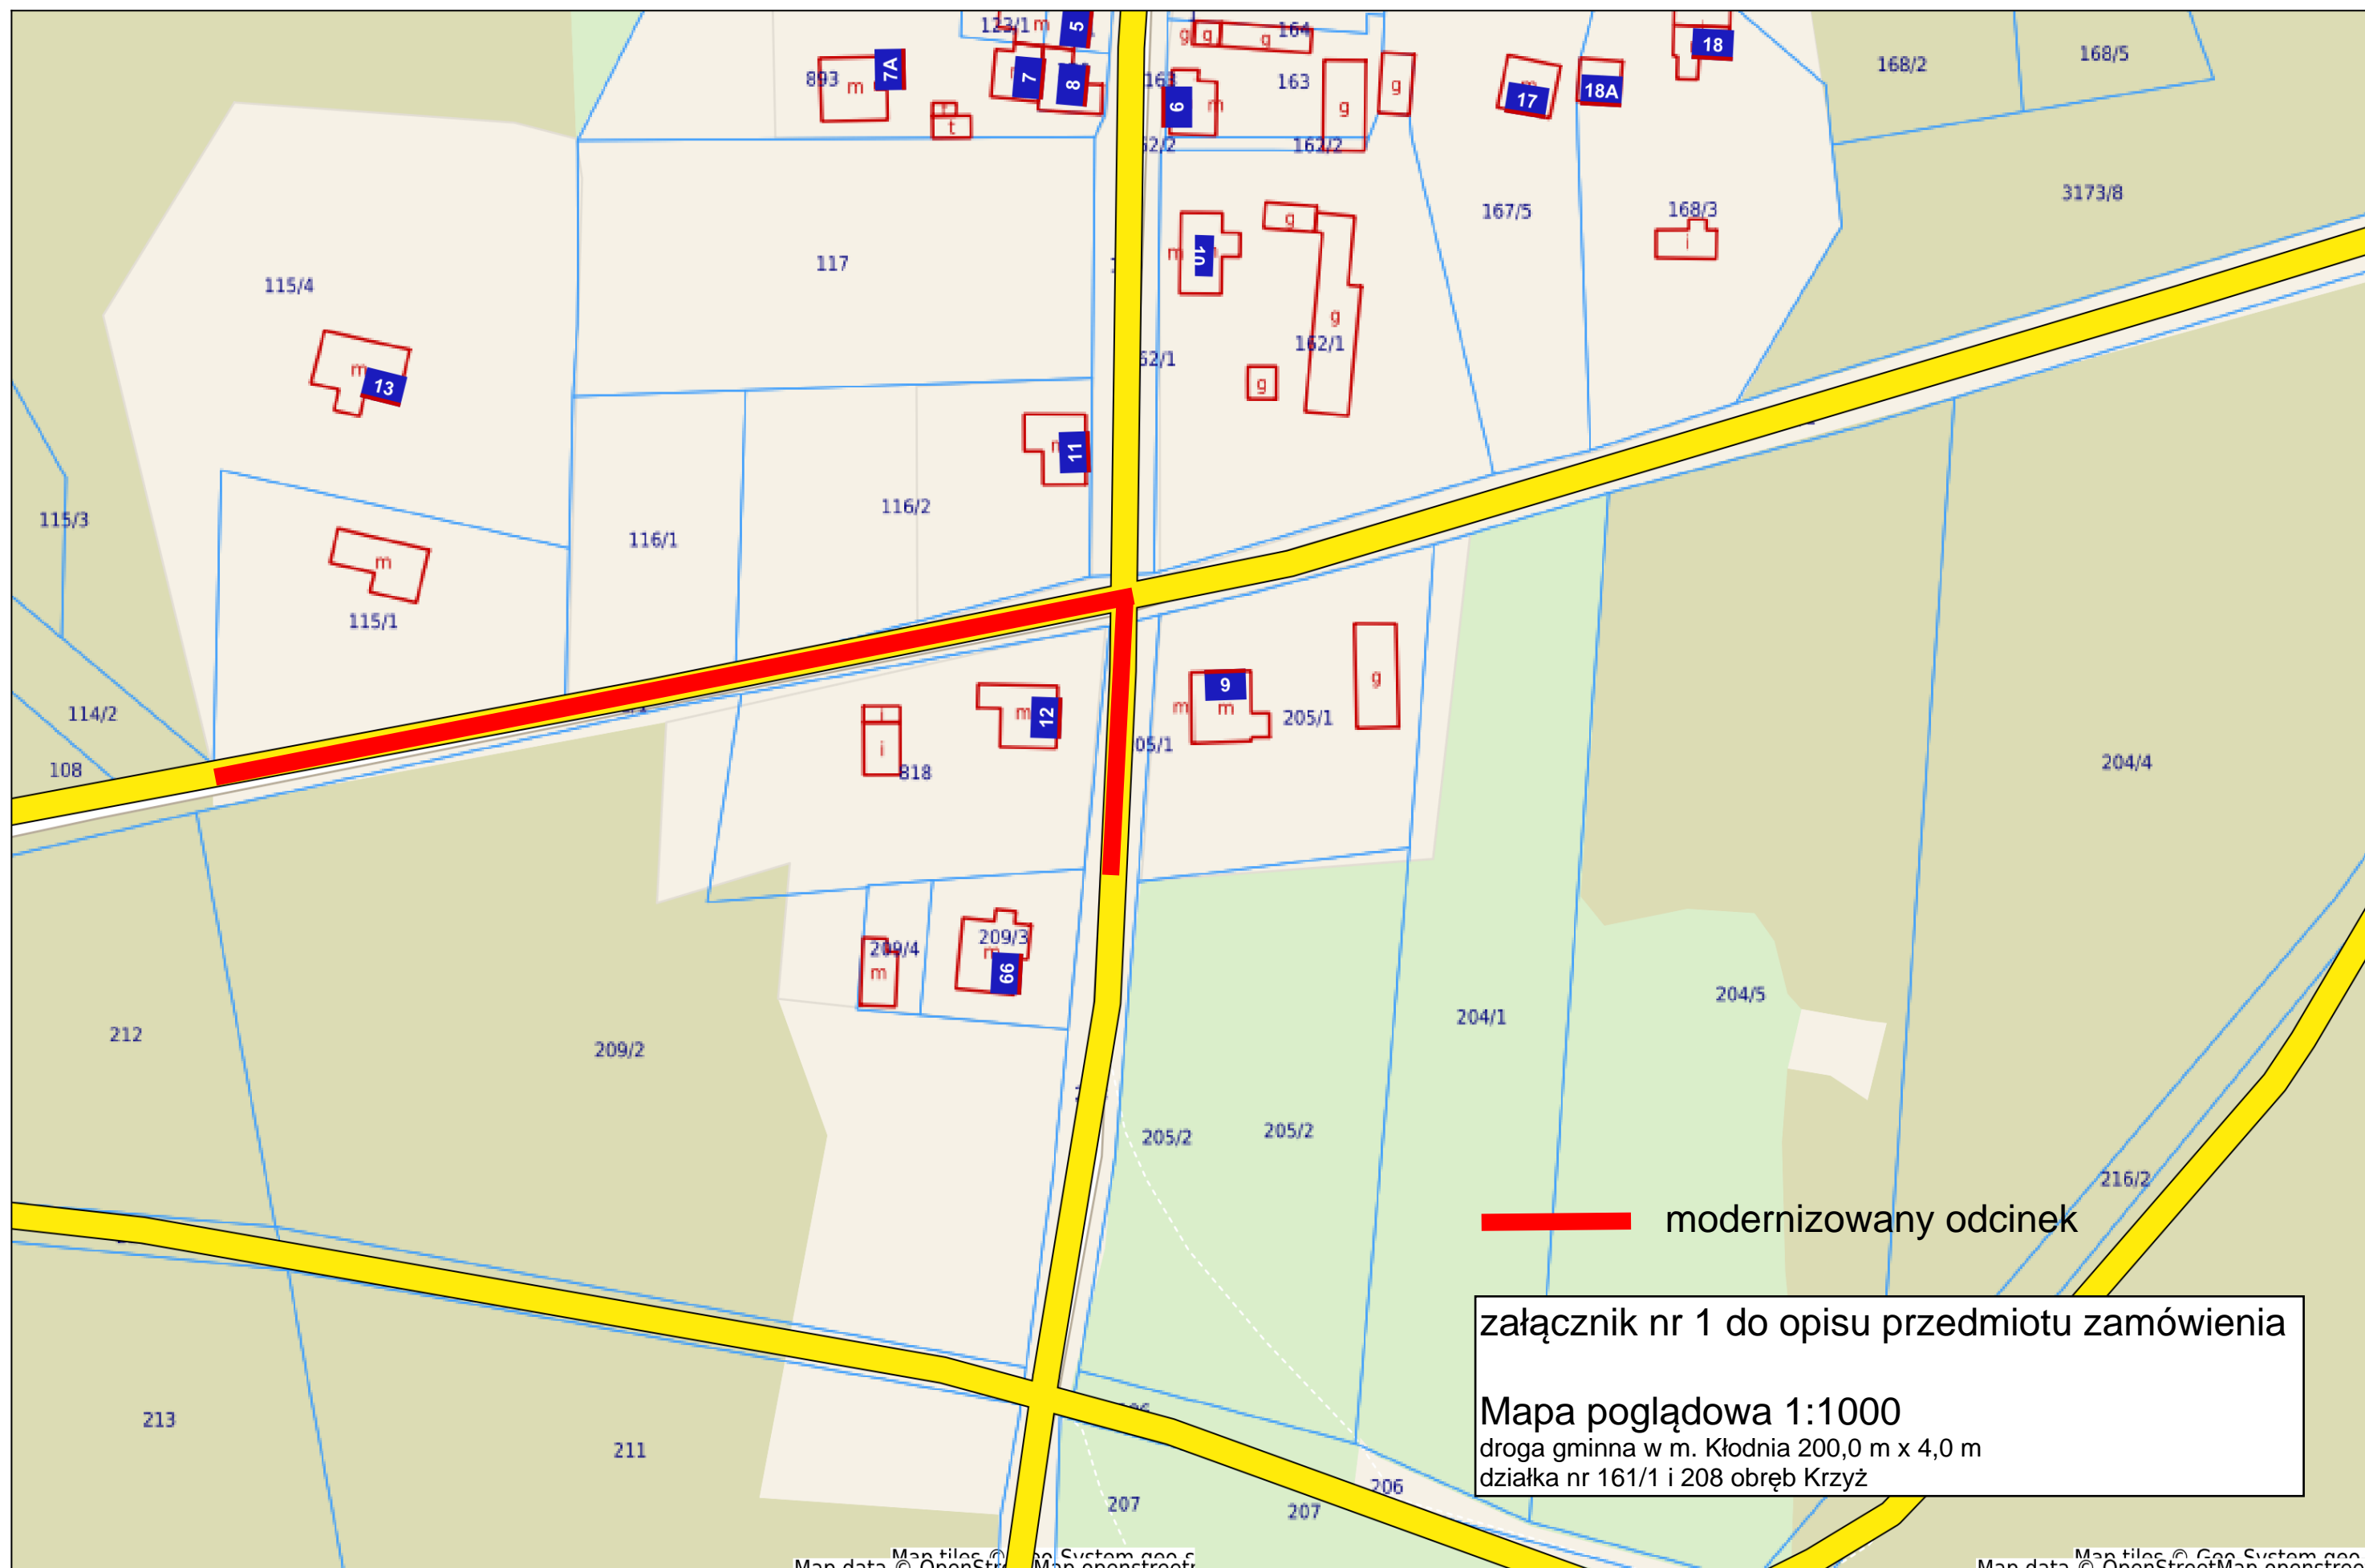 123/1 m 5
164
g g g
18
168/2
168/5
893 m 7A
7
8
163
163
6 m
g
g
17
18A
t
162/2
3173/8
167/5
168/3
g
117
m 10
i
115/4
g
162/1
m 13
g
11
116/2
115/3
116/1
m
115/1
9
m m
g
114/2
m 12
205/1
i
818
108
204/4
209/4
209/3
m
m
66
204/5
204/1
212
209/2
205/2
205/2
216/2
modernizowany odcinek
załącznik nr 1 do opisu przedmiotu zamówienia
Mapa poglądowa 1:1000
droga gminna w m. Kłodnia 200,0 m x 4,0 m
działka nr 161/1 i 208 obręb Krzyż
213
211
206
207
207